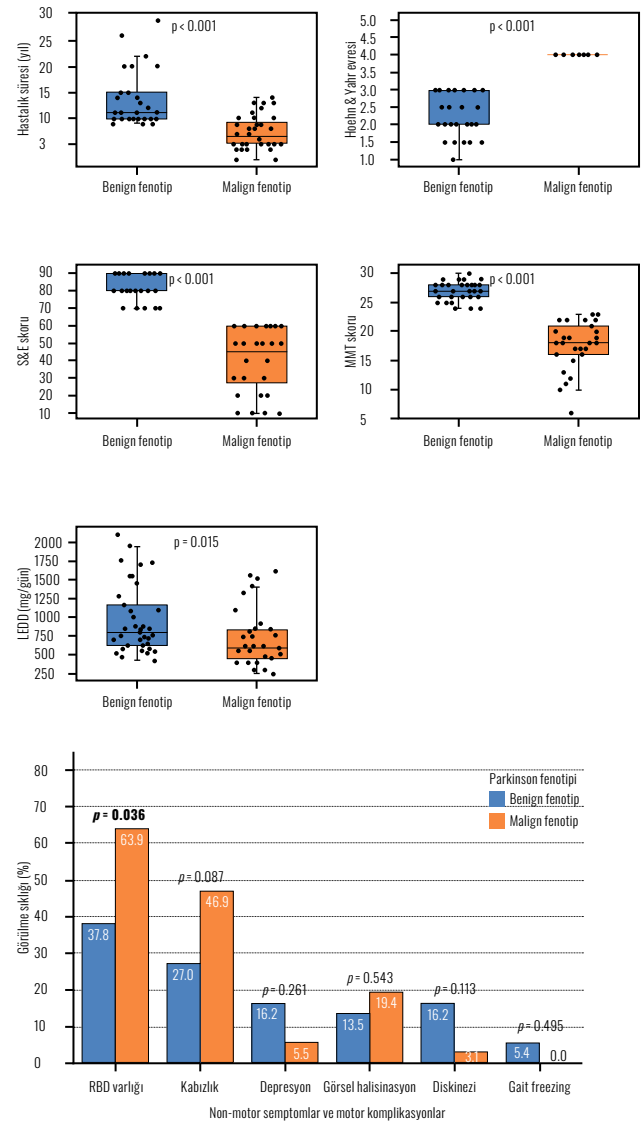 Hastalık süresi (yıl)
30
20
15
10
3
p < 0.001
Benign fenotip
Malign fenotip
Hoehn & Yahr evresi
5.0
4.5
4.0
3.5
3.0
2.5
2.0
1.5
1.0
p < 0.001
Benign fenotip
Malign fenotip
S&E skoru
90
80
70
60
50
40
30
20
10
p < 0.001
Benign fenotip
Malign fenotip
MMT skoru
30
25
20
15
10
5
p < 0.001
Benign fenotip
Malign fenotip
LEDD (mg/gün)
2000
1750
1500
1250
1000
750
500
250
p = 0.015
Benign fenotip
Malign fenotip
Görülme sıklığı (%)
80
70
60
50
40
30
20
10
0
Parkinson fenotipi
Benign fenotip
Malign fenotip
p = 0.036
37.8
63.9
p = 0.087
27.0
46.9
p = 0.261
16.2
5.5
p = 0.543
13.5
19.4
p = 0.113
16.2
3.1
p = 0.495
5.4
0.0
RBD varlığı
Kabızlık
Depresyon
Görsel halisinasyon
Diskinezi
Gait freezing
Non-motor semptomlar ve motor komplikasyonlar